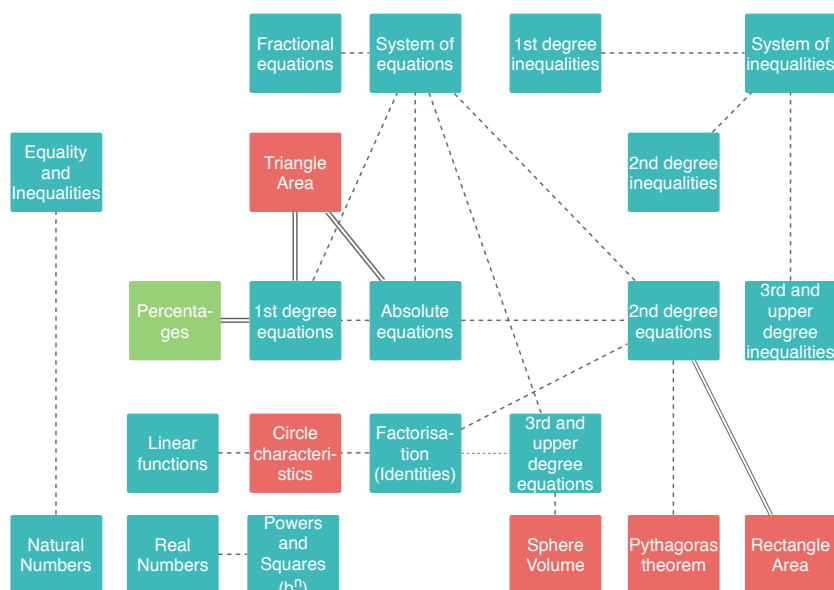 Fractional
equations
System of
equations
1st degree
inequalities
System of
inequalities
Equality
and
Inequalities
Triangle
Area
2nd degree
inequalities
Percenta-
ges
1st degree
equations
Absolute
equations
2nd degree
equations
3rd and
upper
degree
inequalities
Linear
functions
Circle
characteri-
stics
Factorisa-
tion
(Identities)
3rd and
upper
degree
equations
Natural
Numbers
Real
Numbers
Powers
and
Squares
(bⁿ)
Sphere
Volume
Pythagoras
theorem
Rectangle
Area